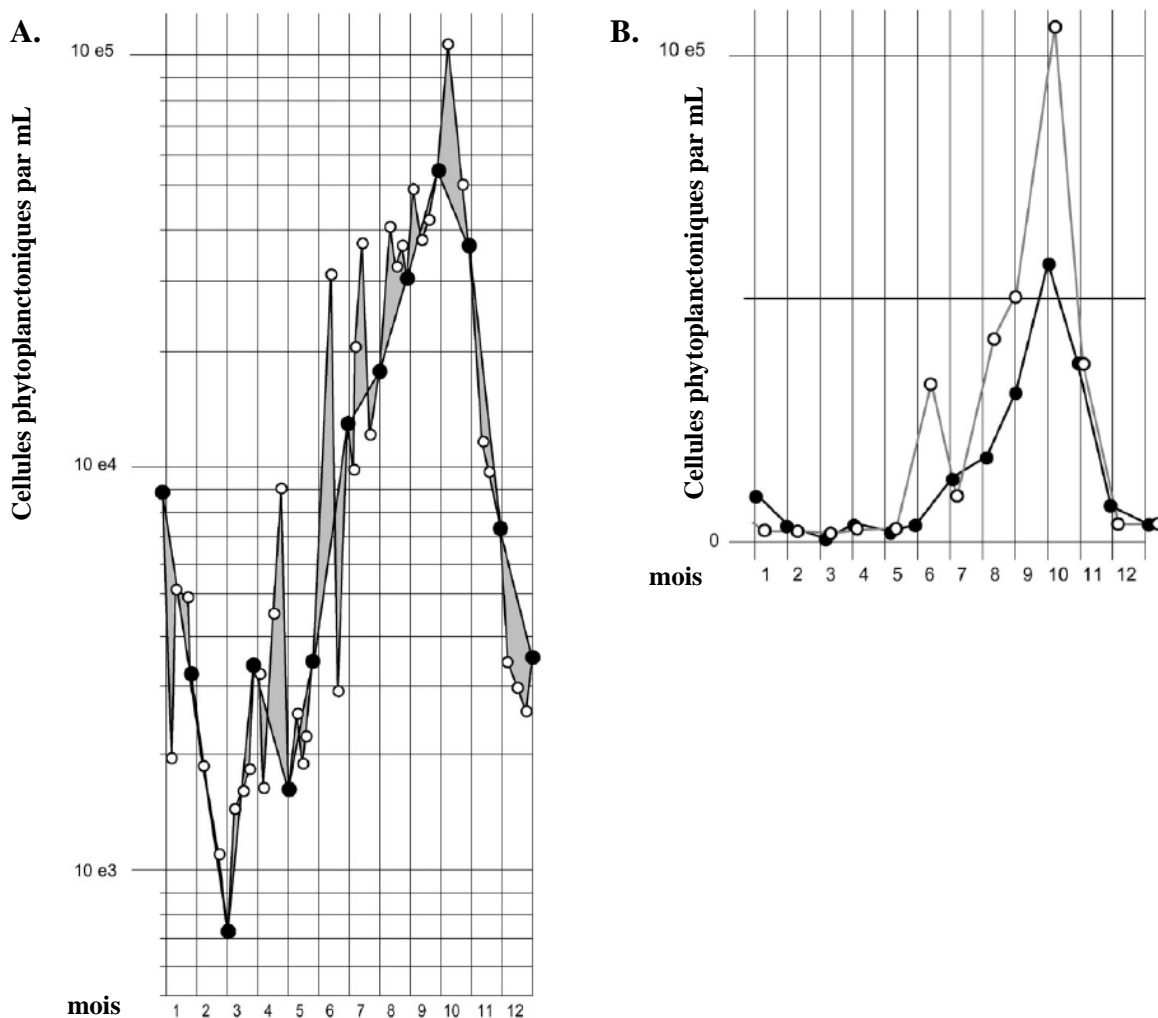 A.
Cellules phytoplanctoniques par mL
10 e5
10 e4
10 e3
mois
1 2 3 4 5 6 7 8 9 10 11 12
B.
Cellules phytoplanctoniques par mL
10 e5
0
mois
1 2 3 4 5 6 7 8 9 10 11 12